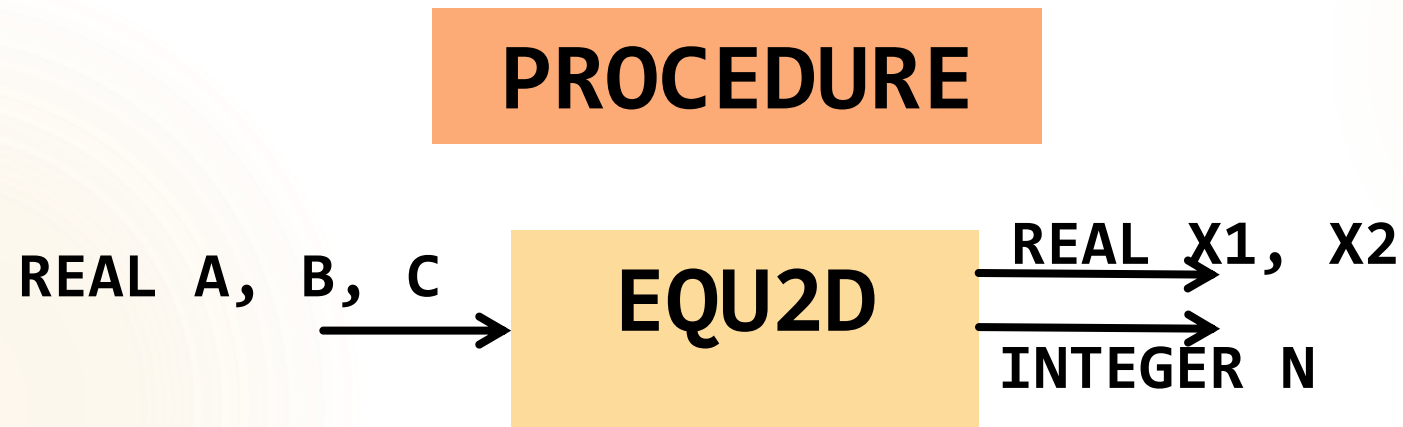 PROCEDURE
REAL A, B, C
EQU2D
REAL X1, X2
INTEGER N